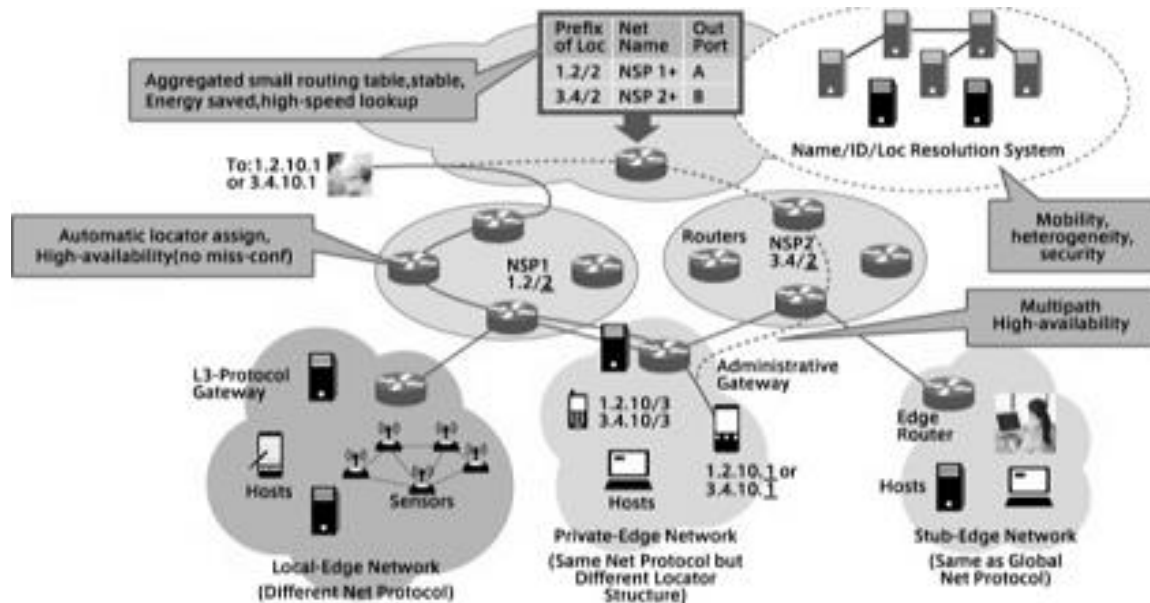 Prefix of Loc
Net Name
Out Port
1.2/2 NSP 1+ A
3.4/2 NSP 2+ B
Aggregated small routing table,stable,
Energy saved,high-speed lookup
Name/ID/Loc Resolution System
To:1.2.10.1
or 3.4.10.1
Mobility,
heterogeneity,
security
Automatic locator assign,
High-availability(no miss-conf)
NSP1
1.2/2
Routers
NSP2
3.4/2
Multipath
High-availability
L3-Protocol
Gateway
Administrative
Gateway
1.2.10/3
3.4.10/3
Edge
Router
Hosts
Sensors
Hosts
1.2.10.1 or
3.4.10.1
Hosts
Local-Edge Network
(Different Net Protocol)
Private-Edge Network
(Same Net Protocol but
Different Locator
Structure)
Stub-Edge Network
(Same as Global
Net Protocol)